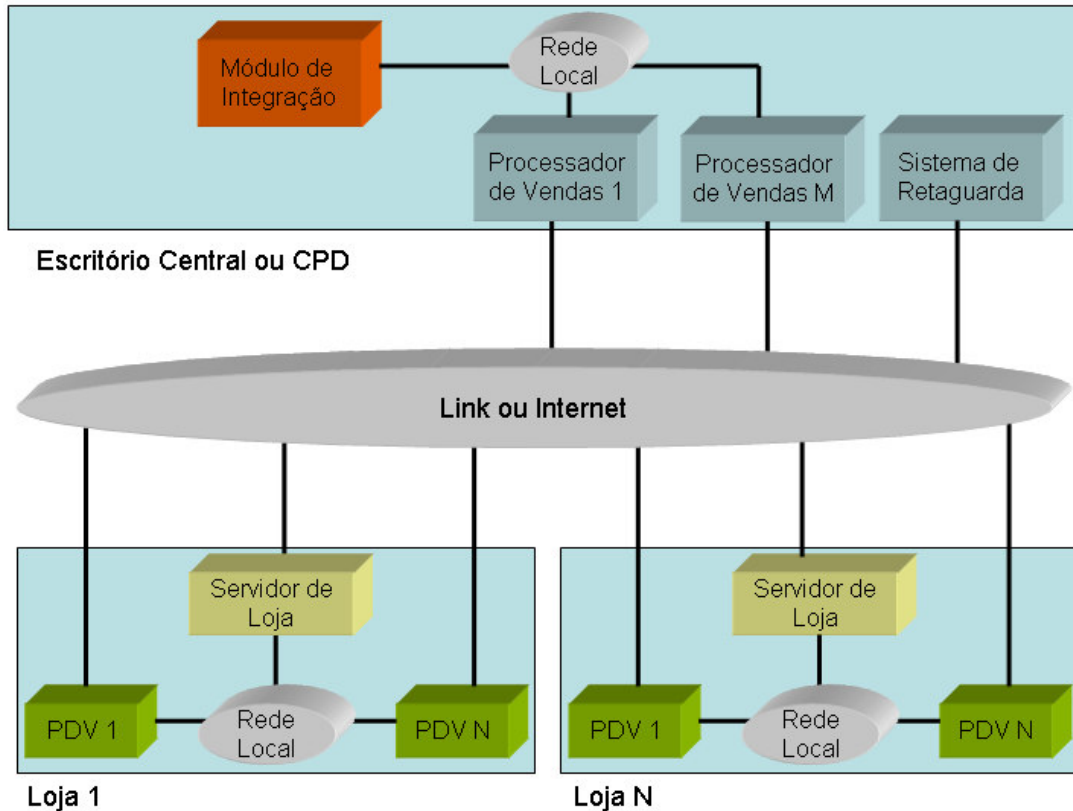 Módulo de
Integração
Rede
Local
Processador
de Vendas 1
Processador
de Vendas M
Sistema de
Retaguarda
Escritório Central ou CPD
Link ou Internet
Servidor de
Loja
PDV 1
Rede
Local
PDV N
Loja 1
Servidor de
Loja
PDV 1
Rede
Local
PDV N
Loja N